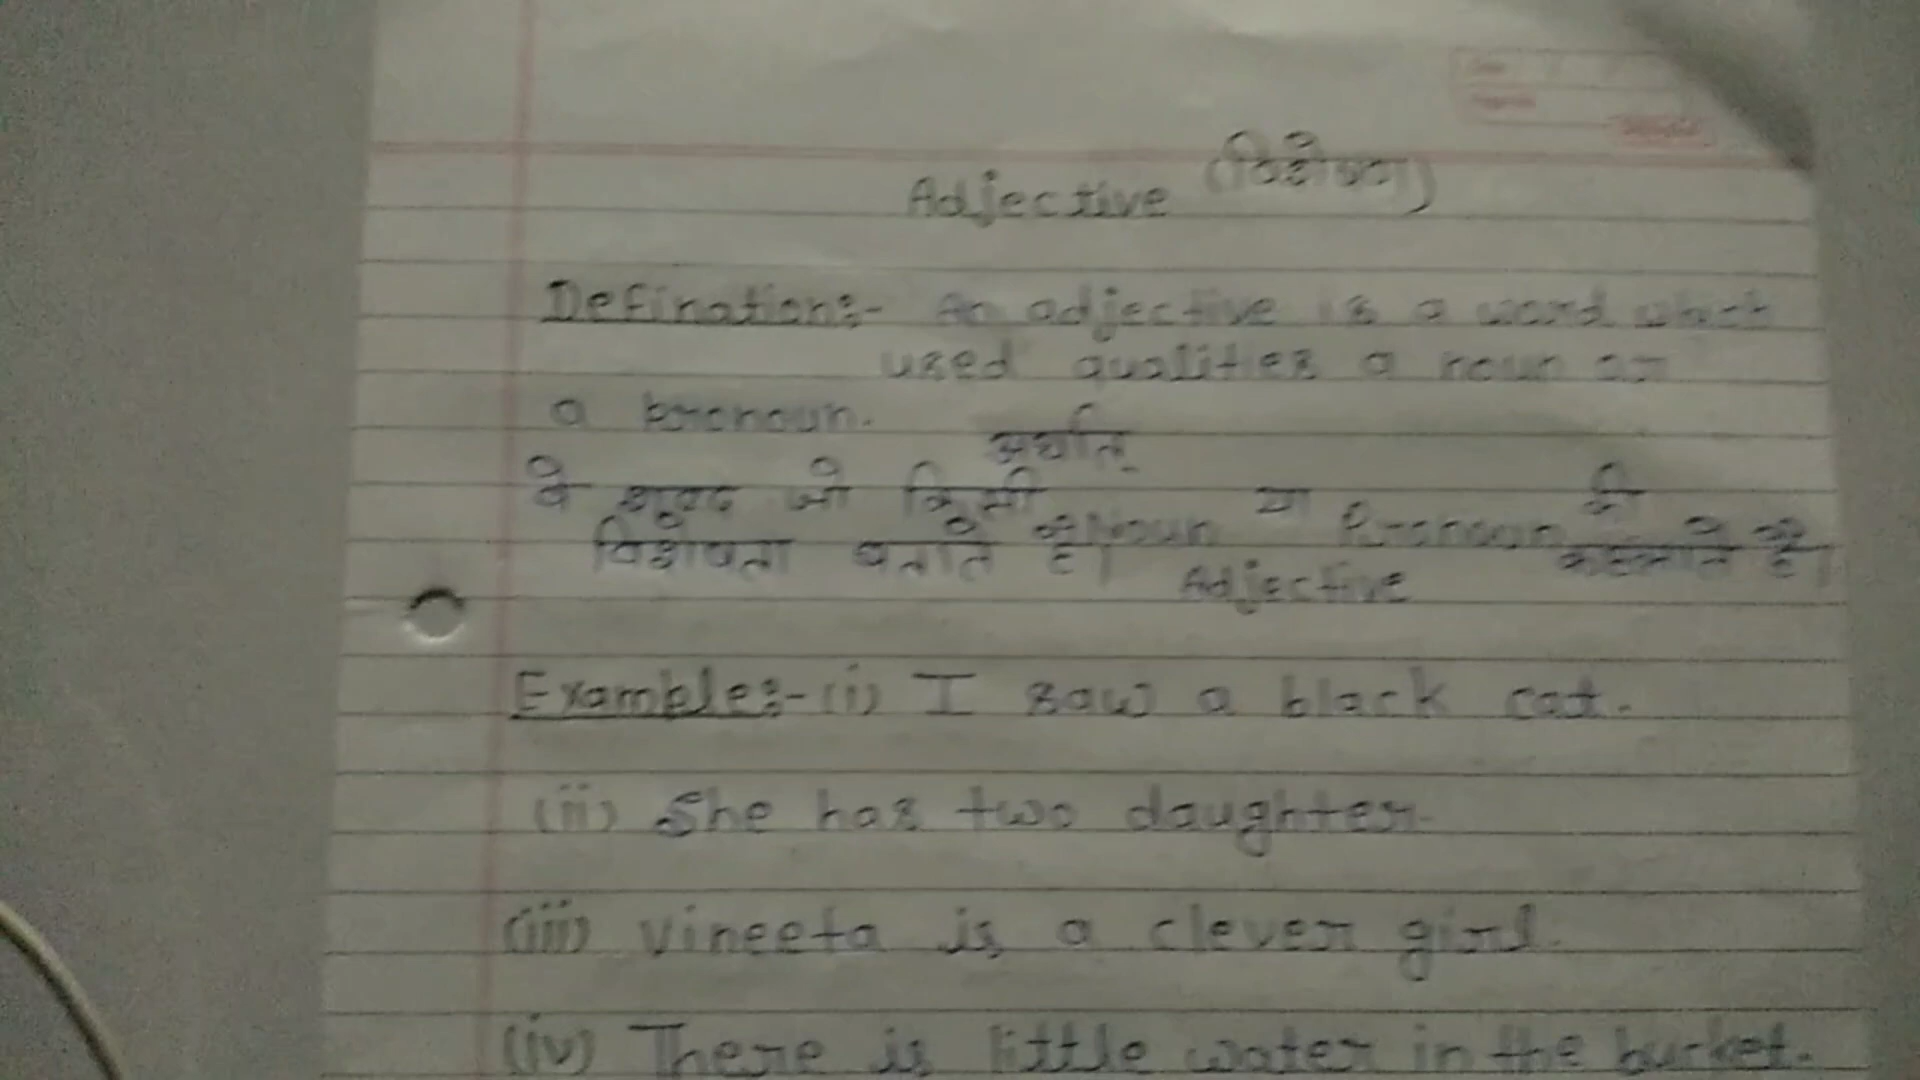 Adjective (विशेषण)
Defination:- An adjective is a word which
used qualities a noun or
a pronoun.
अर्थात्
वे शब्द जो किसी Noun या Pronoun की
विशेषता बताते हैं। Adjective कहलाते हैं।
Example:- (i) I saw a black cat.
(ii) She has two daughter.
(iii) Vineeta is a clever girl.
(iv) There is little water in the bucket.